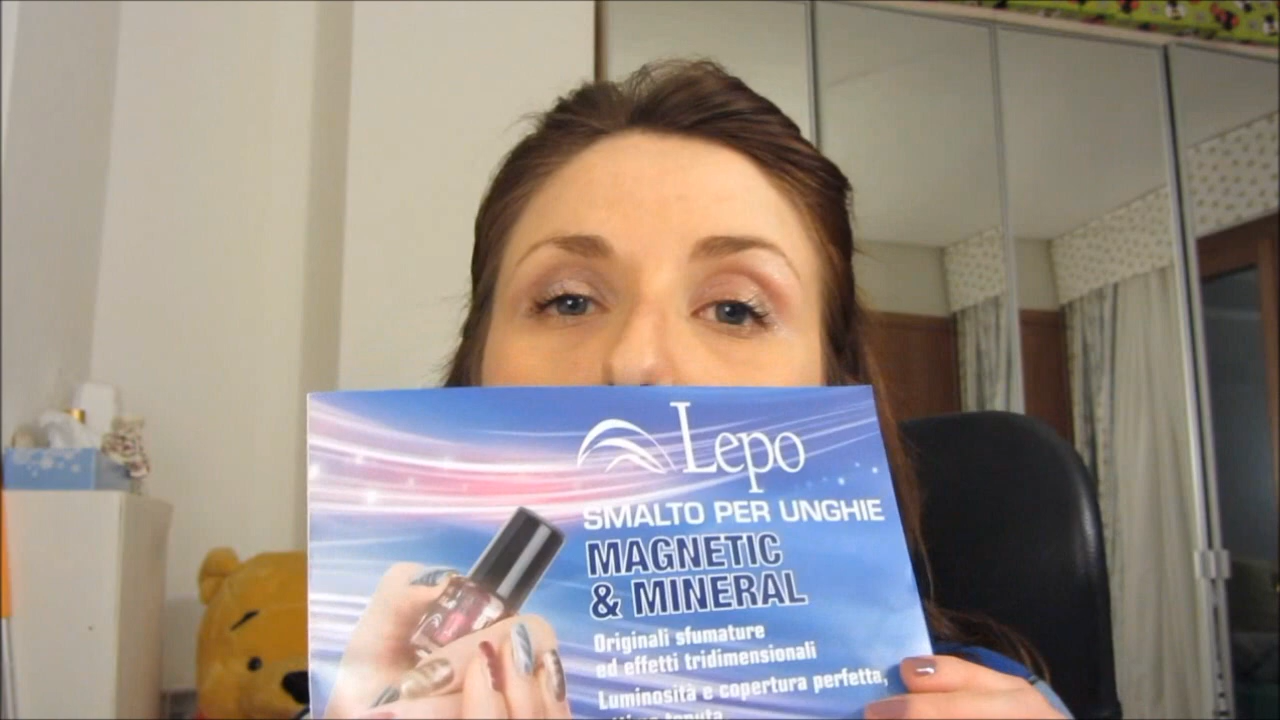 Lepo
SMALTO PER UNGHIE
MAGNETIC
& MINERAL
Originali sfumature
ed effetti tridimensionali
Luminosità e copertura perfetta,